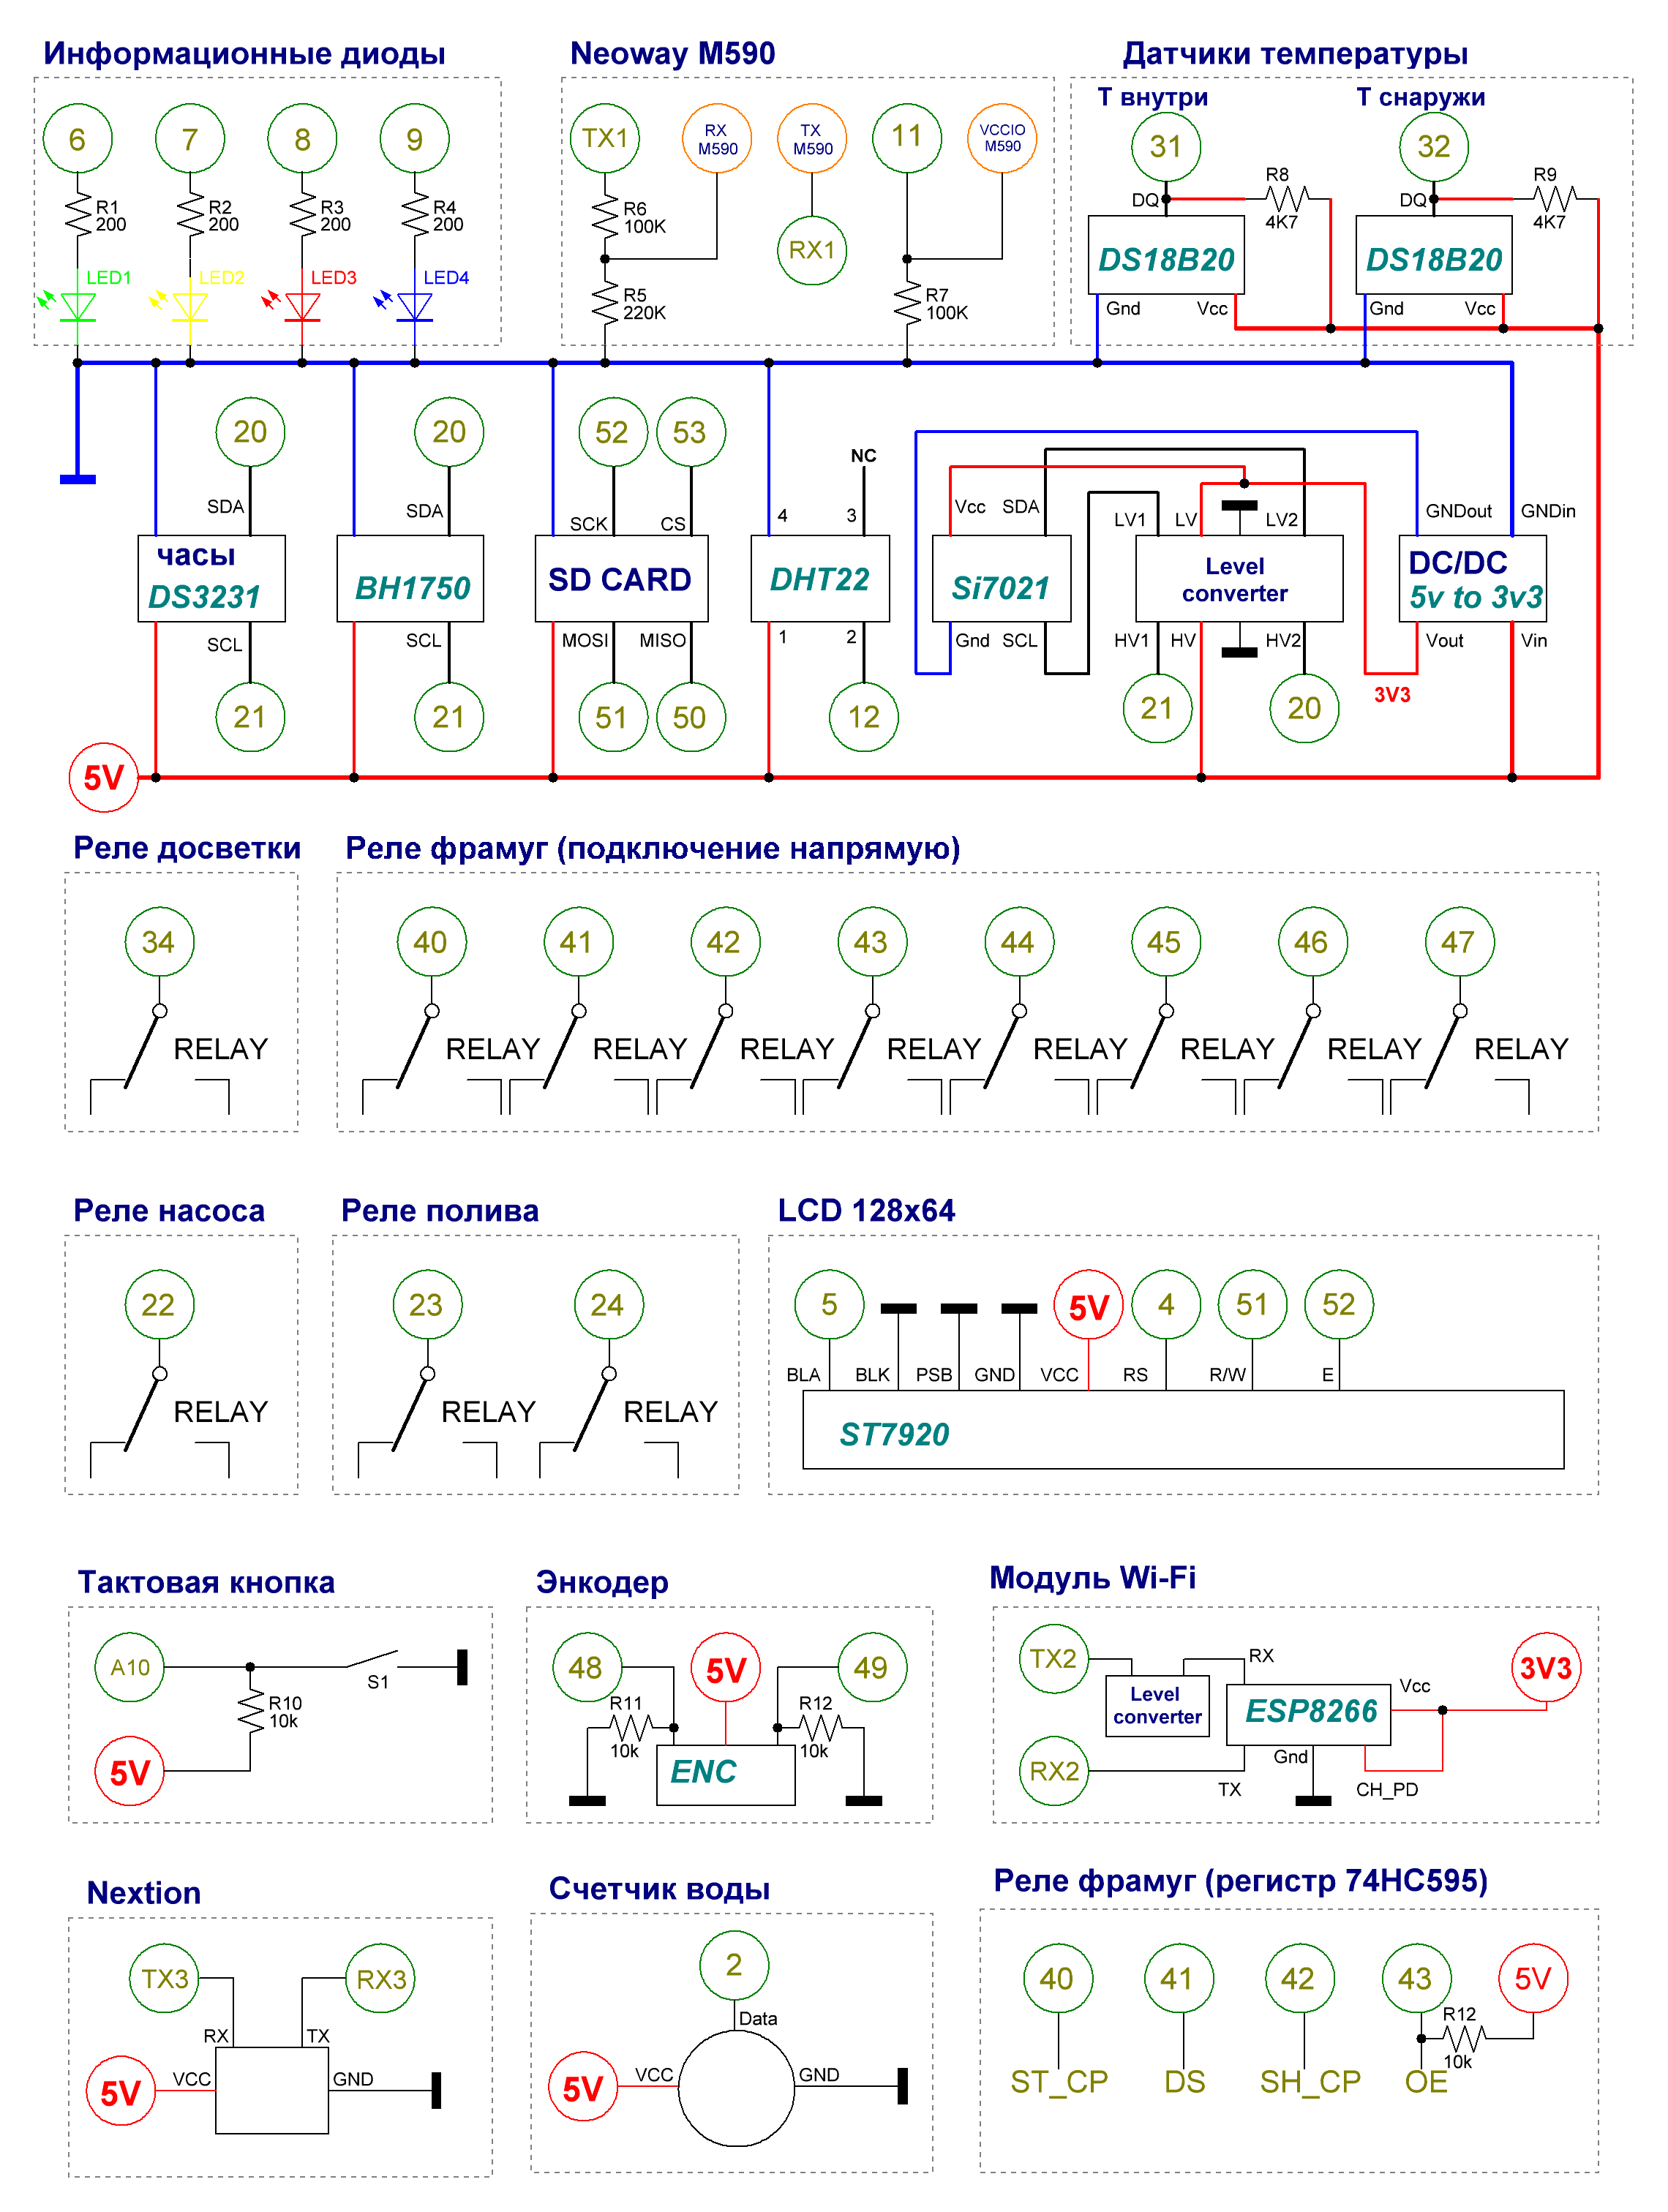 Информационные диоды
6
7
8
9
R1
200
R2
200
R3
200
R4
200
LED1
LED2
LED3
LED4
Neoway M590
TX1
RX
M590
TX
M590
11
VCCIO
M590
R6
100K
RX1
R5
220K
R7
100K
Датчики температуры
T внутри
T снаружи
31
32
DQ
R8
4K7
DQ
R9
4K7
DS18B20
DS18B20
Gnd
Vcc
Gnd
Vcc
20
20
52
53
NC
SDA
SDA
SCK
CS
4
3
Vcc
SDA
LV1
LV
LV2
GNDout
GNDin
часы
DS3231
BH1750
SD CARD
DHT22
Si7021
Level
converter
DC/DC
5v to 3v3
SCL
SCL
MOSI
MISO
1
2
Gnd
SCL
HV1
HV
HV2
Vout
Vin
21
21
51
50
12
21
20
3V3
5V
Реле досветки
34
RELAY
Реле фрамуг (подключение напрямую)
40
41
42
43
44
45
46
47
RELAY
RELAY
RELAY
RELAY
RELAY
RELAY
RELAY
RELAY
Реле насоса
22
RELAY
Реле полива
23
24
RELAY
RELAY
LCD 128x64
5
5V
4
51
52
BLA
BLK
PSB
GND
VCC
RS
R/W
E
ST7920
Тактовая кнопка
A10
S1
R10
10k
5V
Энкодер
48
5V
49
R11
10k
R12
10k
ENC
Модуль Wi-Fi
TX2
RX
3V3
Level
converter
ESP8266
Vcc
RX2
TX
Gnd
CH_PD
Nextion
TX3
RX3
RX
TX
5V
VCC
GND
Счетчик воды
2
Data
5V
VCC
GND
Реле фрамуг (регистр 74HC595)
40
41
42
43
5V
R12
10k
ST_CP
DS
SH_CP
OE